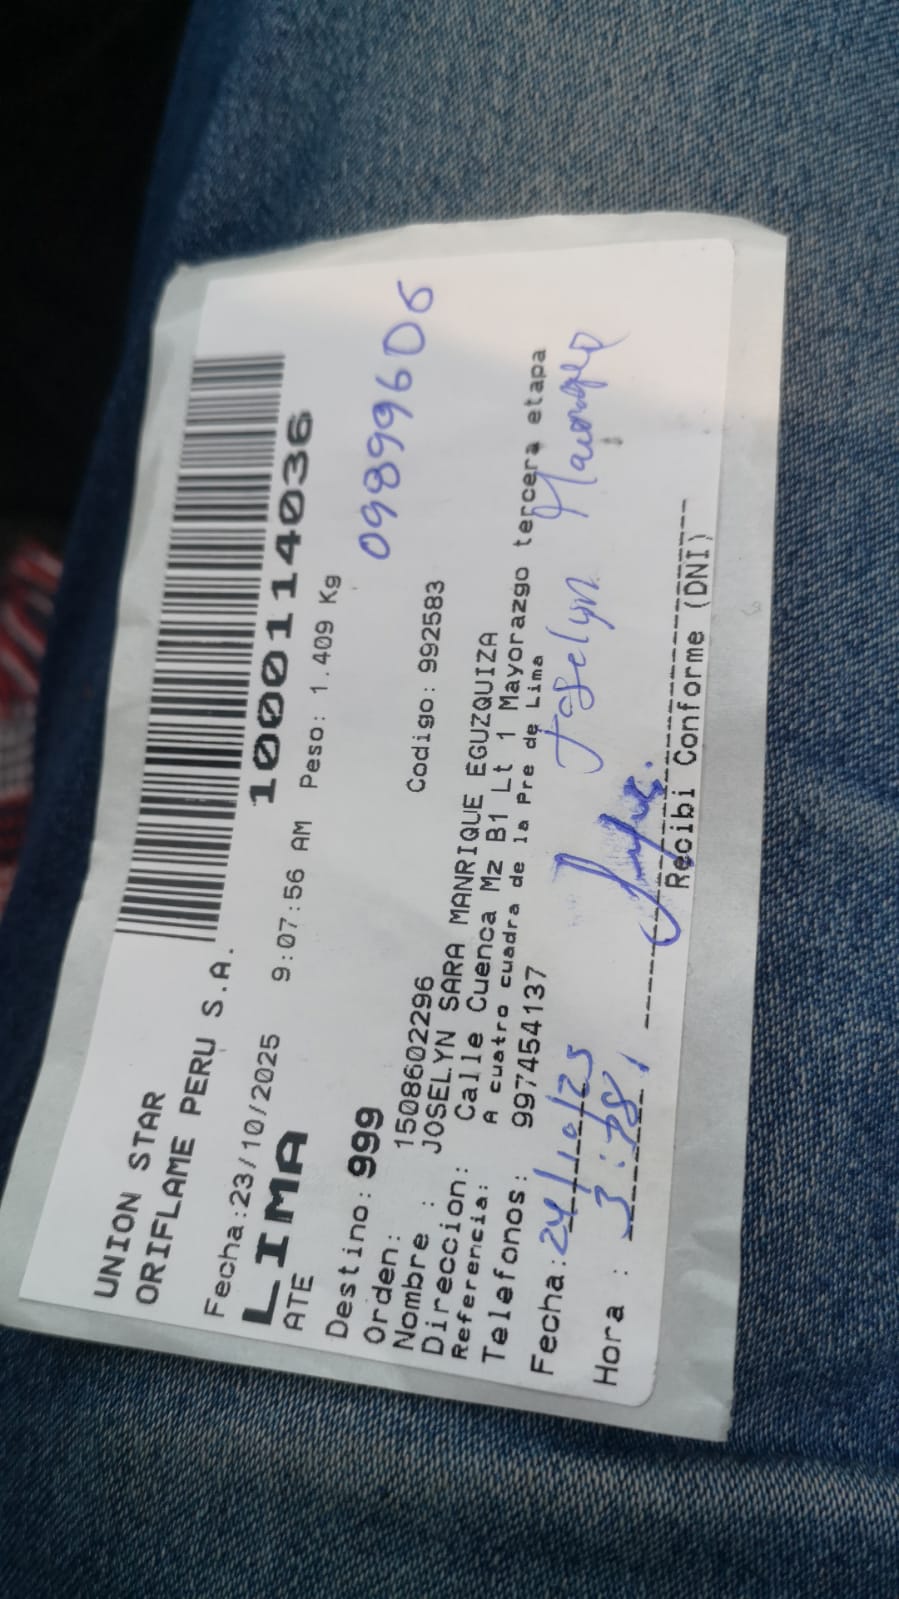 UNION STAR
ORIFLAME PERU S.A.
Fecha:23/10/2025 9:07:56 AM Peso: 1.409 Kg
LIMA 10001114036
ATE
Destino: 999
09899606
Orden: 1508602296 Codigo: 992583
Nombre : JOSELYN SARA MANRIQUE EGUZQUIZA
Direccion: Calle Cuenca Mz B1 Lt 1 Mayorazgo tercera etapa
Referencia: A cuatro cuadra de la Pre de Lima
Telefonos: 997454137
Fecha: 24/10/25 Joselyn Manrique
Hora :
Recibi Conforme (DNI)